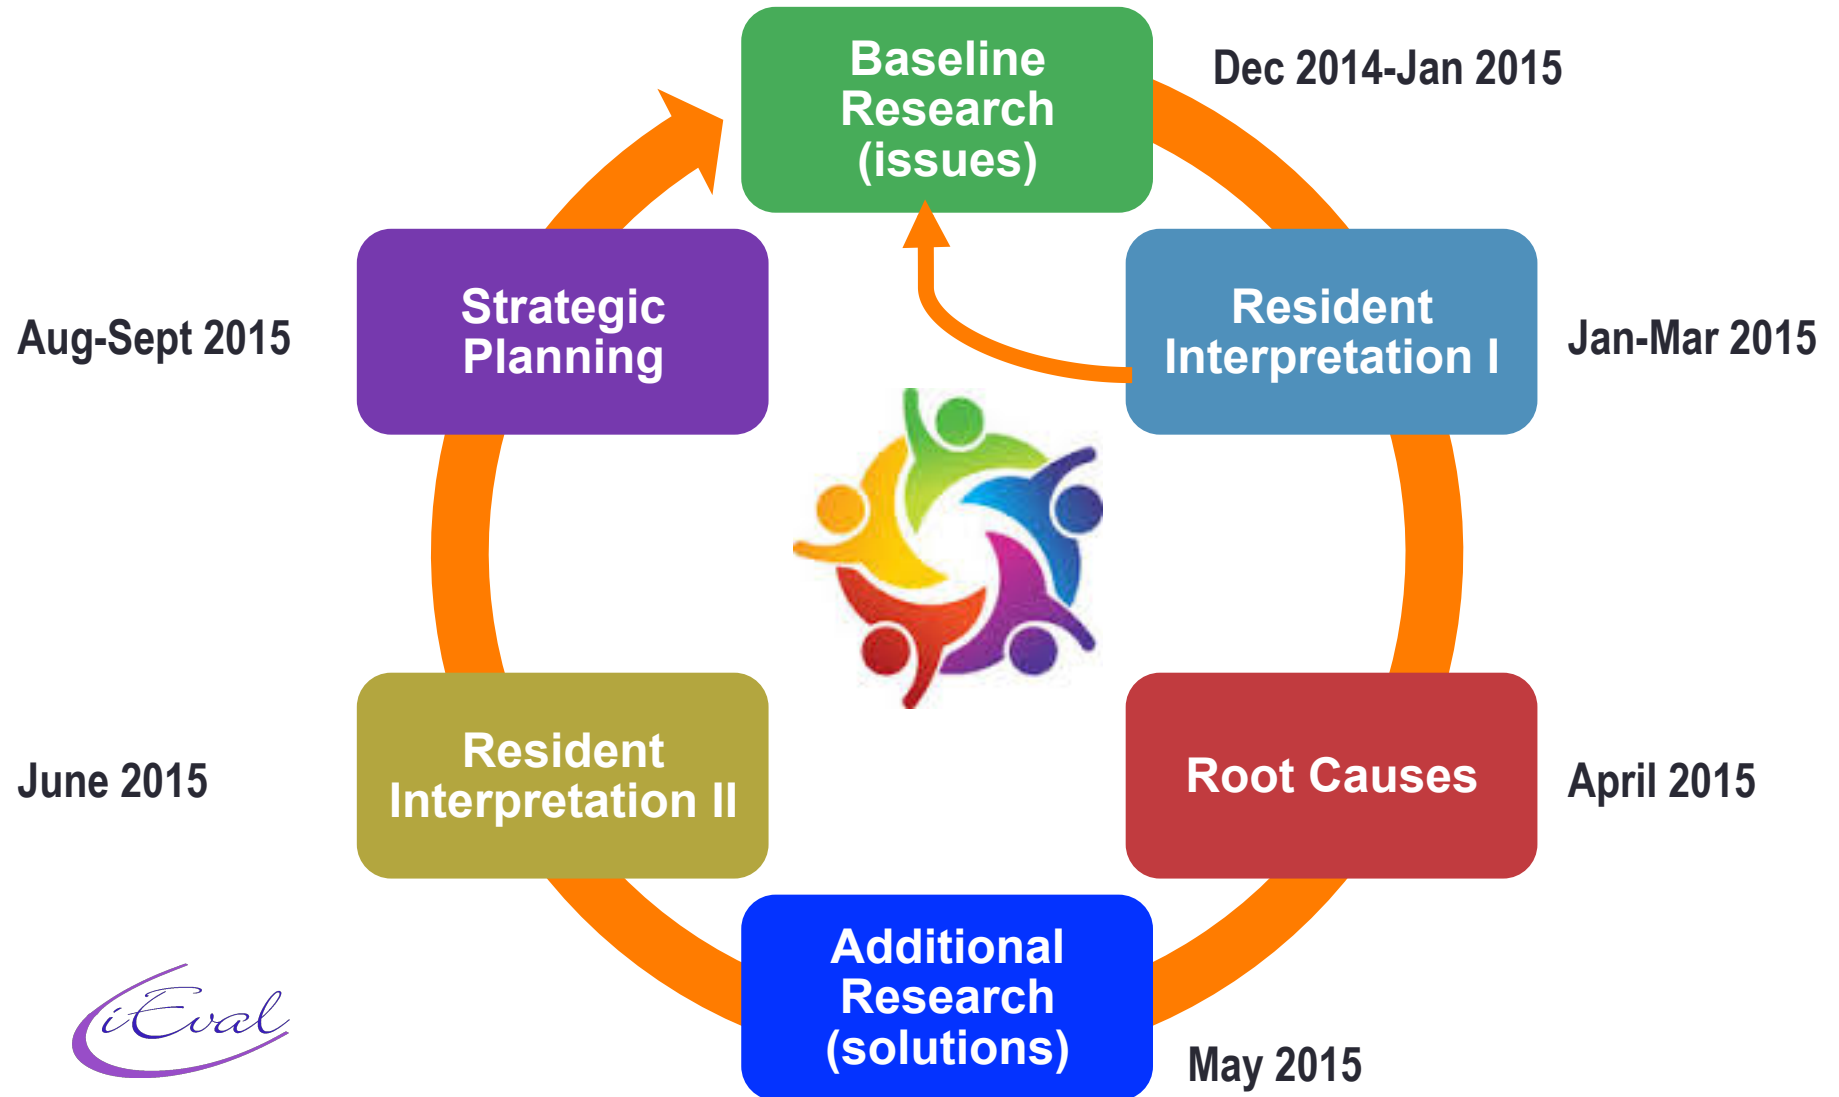 Baseline
Research
(issues)
Dec 2014-Jan 2015
Resident
Interpretation I
Jan-Mar 2015
Root Causes
April 2015
Additional
Research
(solutions)
May 2015
Resident
Interpretation II
June 2015
Strategic
Planning
Aug-Sept 2015
iEval